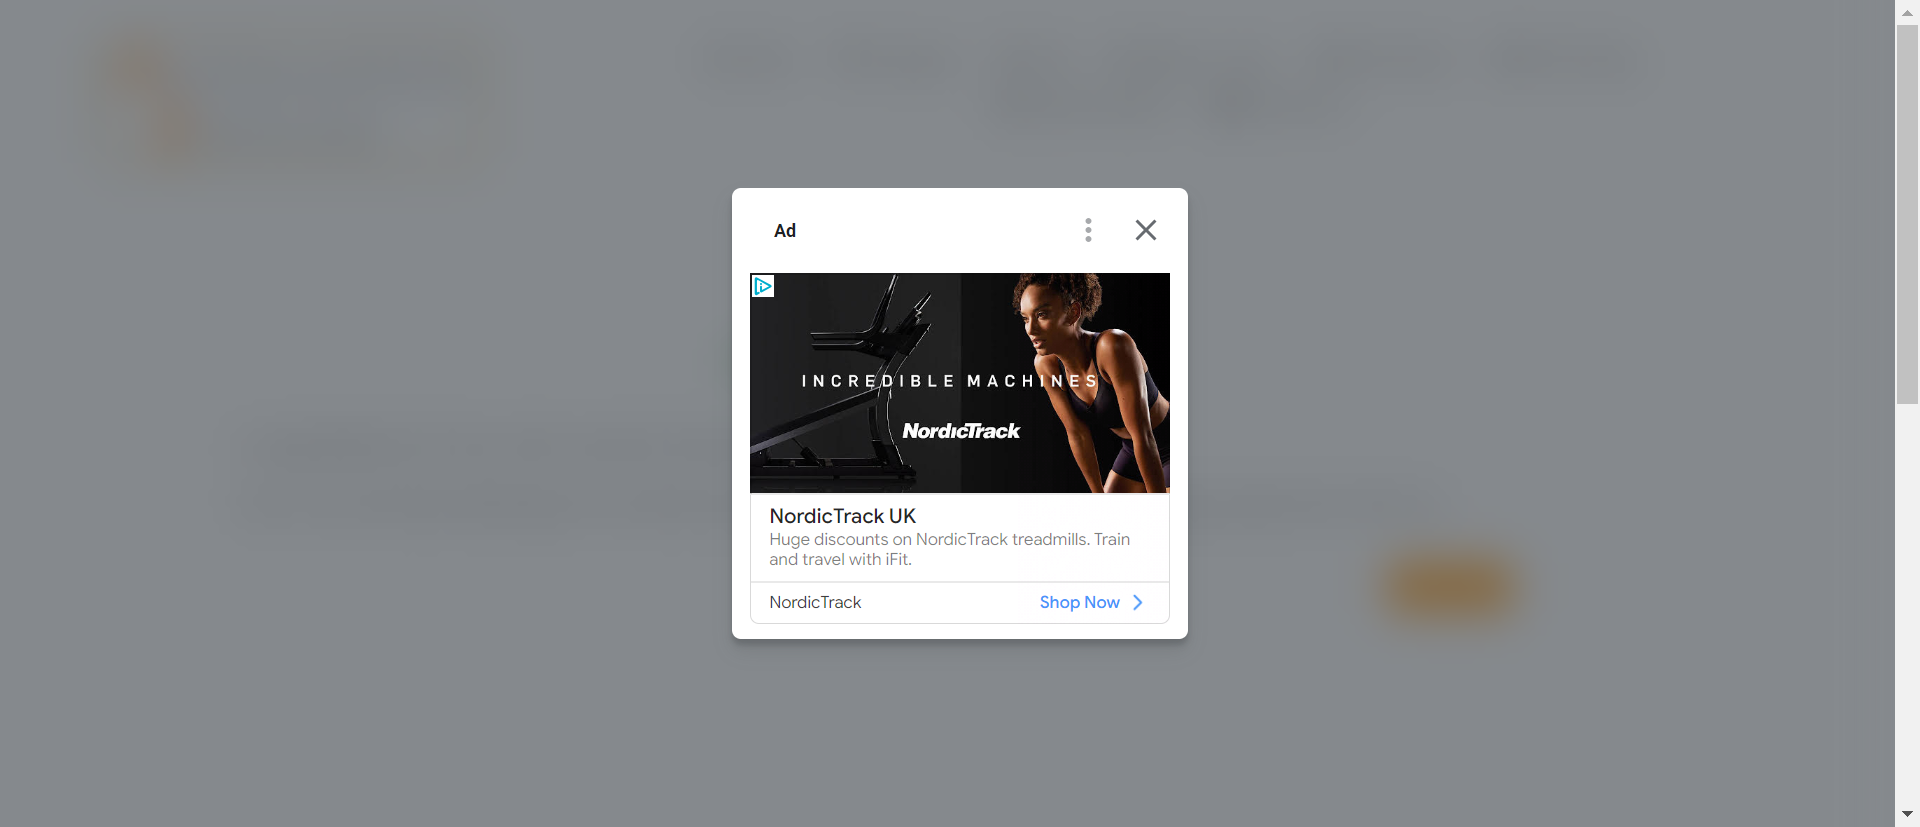 Ad
INCREDIBLE MACHINES
NordicTrack
NordicTrack UK
Huge discounts on NordicTrack treadmills. Train
and travel with iFit.
NordicTrack
Shop Now